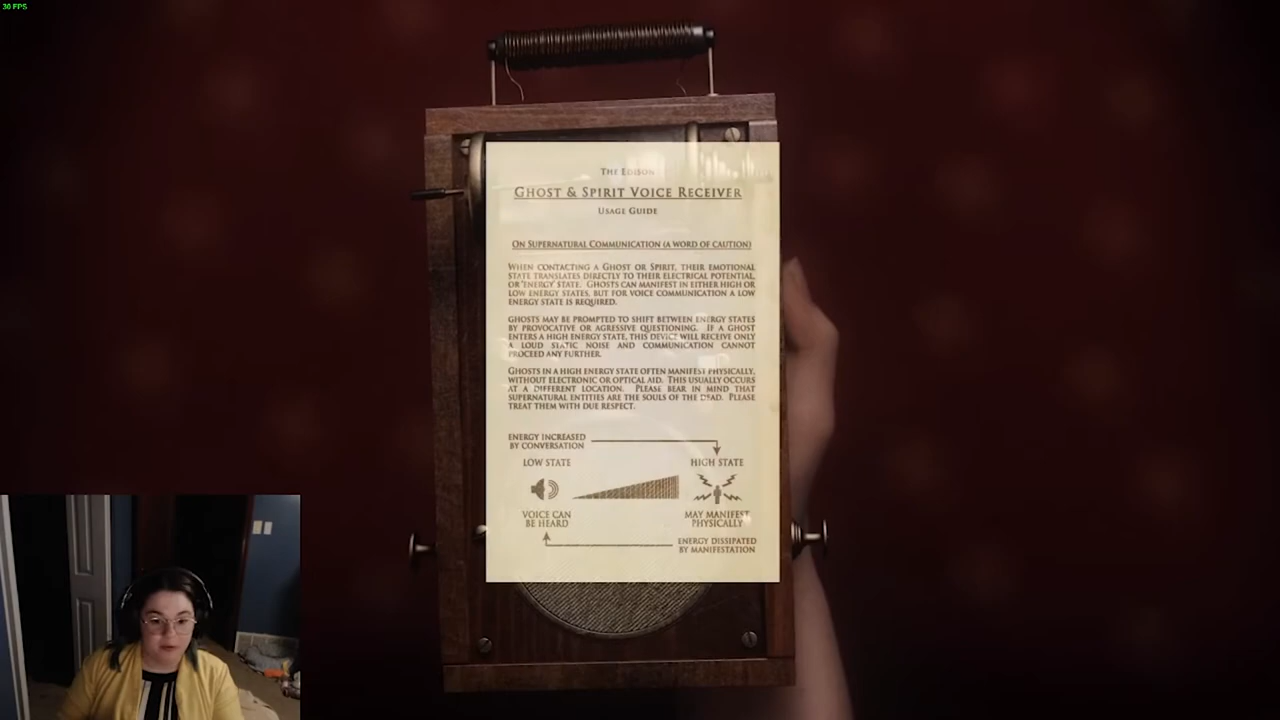 30 FPS
THE EDISON
GHOST & SPIRIT VOICE RECEIVER
USAGE GUIDE
ON SUPERNATURAL COMMUNICATION (A WORD OF CAUTION)
WHEN CONTACTING A GHOST OR SPIRIT, THEIR EMOTIONAL
STATE TRANSLATES DIRECTLY TO THEIR ELECTRICAL POTENTIAL,
OR 'ENERGY STATE. GHOSTS CAN MANIFEST IN EITHER HIGH OR
LOW ENERGY STATES, BUT FOR VOICE COMMUNICATION A LOW
ENERGY STATE IS REQUIRED.
GHOSTS MAY BE PROMPTED TO SHIFT BETWEEN ENERGY STATES
BY PROVOCATIVE OR AGRESSIVE QUESTIONING. IF A GHOST
ENTERS A HIGH ENERGY STATE, THIS DEVICE WILL RECEIVE ONLY
A LOUD STATIC NOISE AND COMMUNICATION CANNOT
PROCEED ANY FURTHER.
GHOSTS IN A HIGH ENERGY STATE OFTEN MANIFEST PHYSICALLY,
WITHOUT ELECTRONIC OR OPTICAL AID. THIS USUALLY OCCURS
AT A DIFFERENT LOCATION. PLEASE BEAR IN MIND THAT
SUPERNATURAL ENTITIES ARE THE SOULS OF THE DEAD. PLEASE
TREAT THEM WITH DUE RESPECT.
ENERGY INCREASED
BY CONVERSATION
LOW STATE HIGH STATE
VOICE CAN
BE HEARD
MAY MANIFEST
PHYSICALLY
ENERGY DISSIPATED
BY MANIFESTATION